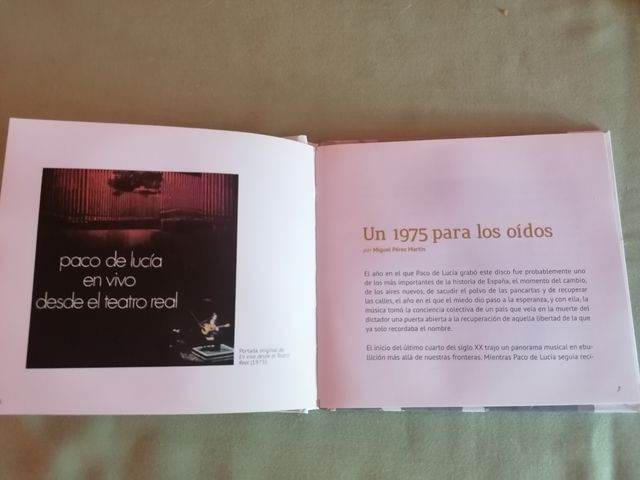 paco de lucía
en vivo
desde el teatro real
Portada original de
En vivo desde el Teatro
Real (1975).
Un 1975 para los oídos
por Miguel Pérez Martín
El año en el que Paco de Lucía grabó este disco fue probablemente uno
de los más importantes de la historia de España, el momento del cambio,
de los aires nuevos, de sacudir el polvo de las pancartas y de recuperar
las calles, el año en el que el miedo dio paso a la esperanza, y con ella, la
música tomó la conciencia colectiva de un país que veía en la muerte del
dictador una puerta abierta a la recuperación de aquella libertad de la que
ya solo recordaba el nombre.
El inicio del último cuarto del siglo XX trajo un panorama musical en ebu-
llición más allá de nuestras fronteras. Mientras Paco de Lucía seguía reci-
7